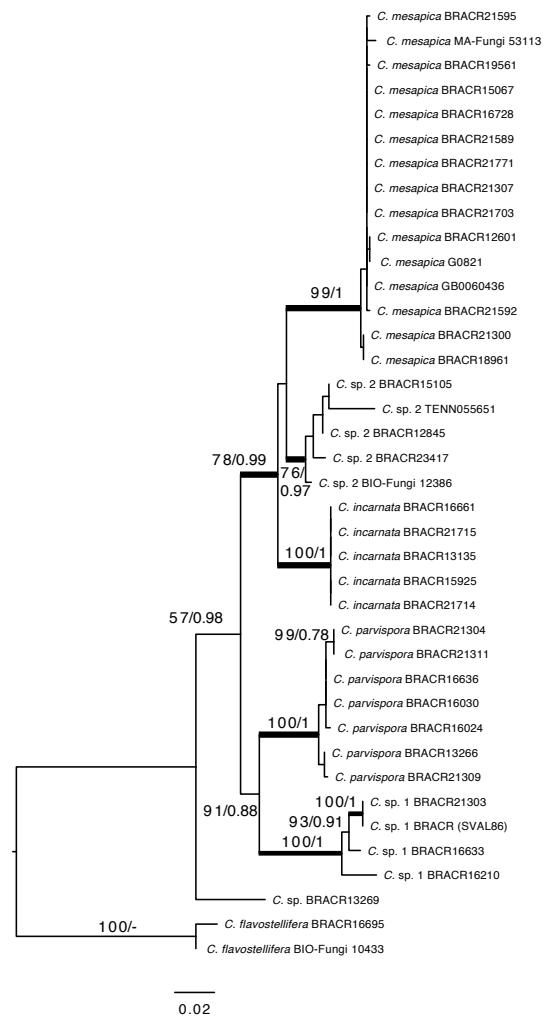 C. mesapica BRACR21595
C. mesapica MA-Fungi 53113
C. mesapica BRACR19561
C. mesapica BRACR15067
C. mesapica BRACR16728
C. mesapica BRACR21589
C. mesapica BRACR21771
C. mesapica BRACR21307
C. mesapica BRACR21703
C. mesapica BRACR12601
C. mesapica G0821
C. mesapica GB0060436
99/1
C. mesapica BRACR21592
C. mesapica BRACR21300
C. mesapica BRACR18961
C. sp. 2 BRACR15105
C. sp. 2 TENN055651
C. sp. 2 BRACR12845
78/0.99
C. sp. 2 BRACR23417
76/
0.97
C. sp. 2 BIO-Fungi 12386
C. incarnata BRACR16661
C. incarnata BRACR21715
100/1
C. incarnata BRACR13135
C. incarnata BRACR15925
C. incarnata BRACR21714
57/0.98
C. parvispora BRACR21304
99/0.78
C. parvispora BRACR21311
C. parvispora BRACR16636
C. parvispora BRACR16030
100/1
C. parvispora BRACR16024
C. parvispora BRACR13266
C. parvispora BRACR21309
100/1
C. sp. 1 BRACR21303
91/0.88
93/0.91
C. sp. 1 BRACR (SVAL86)
100/1
C. sp. 1 BRACR16633
C. sp. 1 BRACR16210
C. sp. BRACR13269
100/-
C. flavostellifera BRACR16695
C. flavostellifera BIO-Fungi 10433
0.02